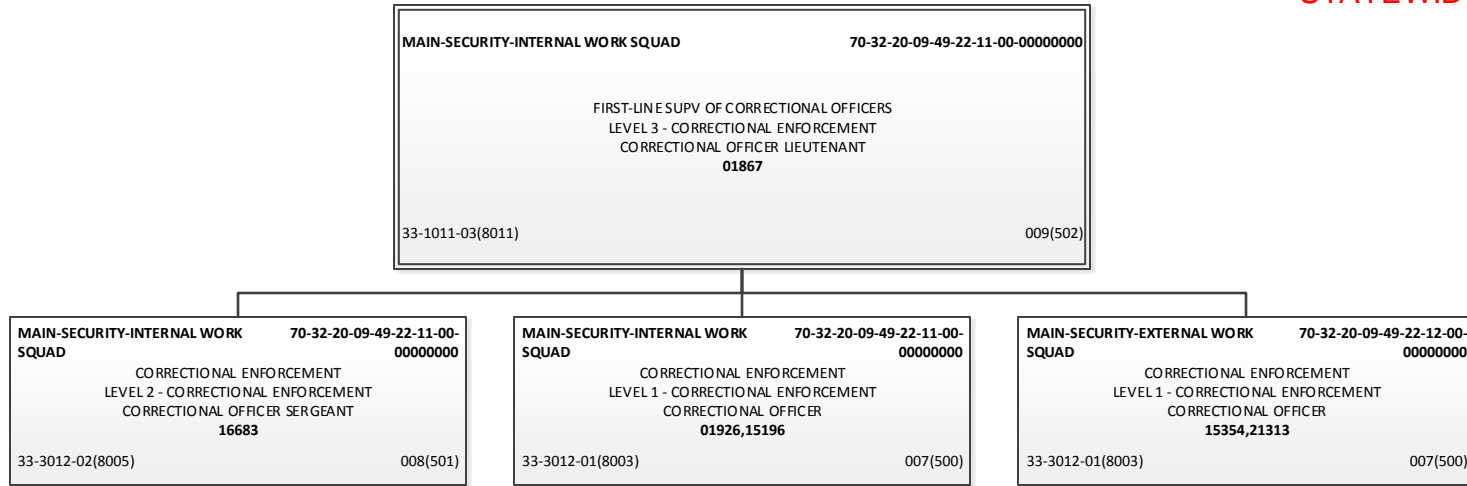 MAIN-SECURITY-INTERNAL WORK SQUAD 70-32-20-09-49-22-11-00-00000000
FIRST-LINE SUPV OF CORRECTIONAL OFFICERS
LEVEL 3 - CORRECTIONAL ENFORCEMENT
CORRECTIONAL OFFICER LIEUTENANT
01867
33-1011-03(8011) 009(502)
MAIN-SECURITY-INTERNAL WORK 70-32-20-09-49-22-11-00-
SQUAD 00000000
CORRECTIONAL ENFORCEMENT
LEVEL 2 - CORRECTIONAL ENFORCEMENT
CORRECTIONAL OFFICER SERGEANT
16683
33-3012-02(8005) 008(501)
MAIN-SECURITY-INTERNAL WORK 70-32-20-09-49-22-11-00-
SQUAD 00000000
CORRECTIONAL ENFORCEMENT
LEVEL 1 - CORRECTIONAL ENFORCEMENT
CORRECTIONAL OFFICER
01926,15196
33-3012-01(8003) 007(500)
MAIN-SECURITY-EXTERNAL WORK 70-32-20-09-49-22-12-00-
SQUAD 00000000
CORRECTIONAL ENFORCEMENT
LEVEL 1 - CORRECTIONAL ENFORCEMENT
CORRECTIONAL OFFICER
15354,21313
33-3012-01(8003) 007(500)